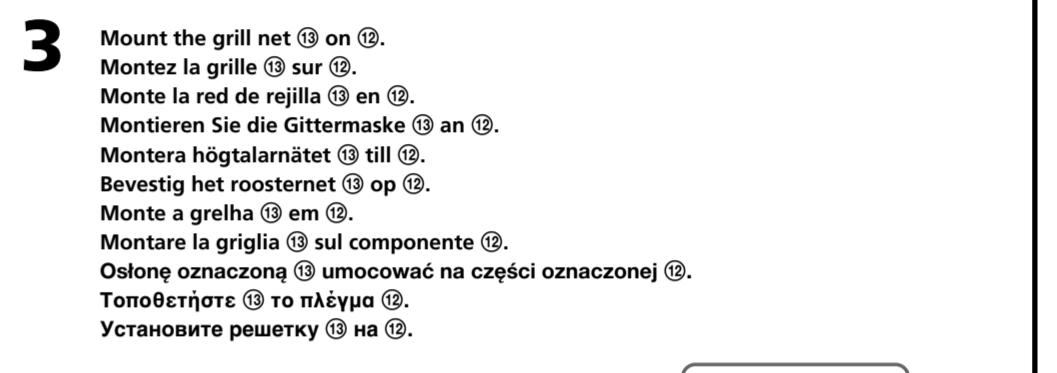 3
Mount the grill net ⑬ on ⑫.
Montez la grille ⑬ sur ⑫.
Monte la red de rejilla ⑬ en ⑫.
Montieren Sie die Gittermaske ⑬ an ⑫.
Montera högtalarnätet ⑬ till ⑫.
Bevestig het roosternet ⑬ op ⑫.
Monte a grelha ⑬ em ⑫.
Montare la griglia ⑬ sul componente ⑫.
Osłonę oznaczoną ⑬ umocować na części oznaczonej ⑫.
Τοποθετήστε ⑬ το πλέγμα ⑫.
Установите решетку ⑬ на ⑫.